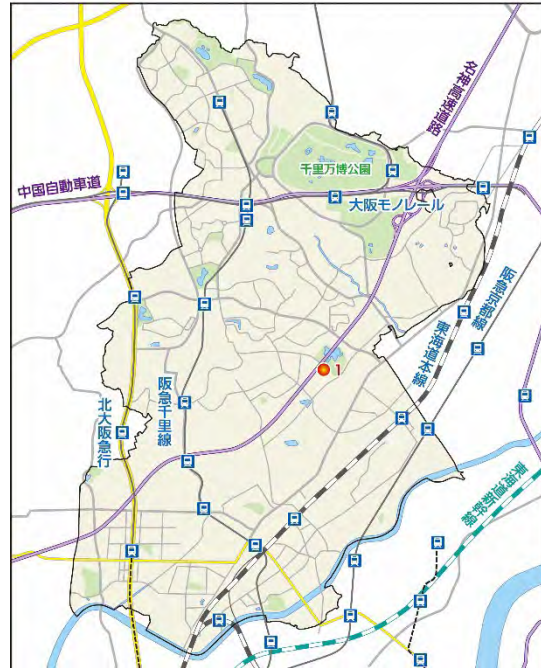 名神高速道路
千里万博公園
中国自動車道
大阪モノレール
阪急京都線
東海道本線
1
阪急千里線
北大阪急行
東海道新幹線